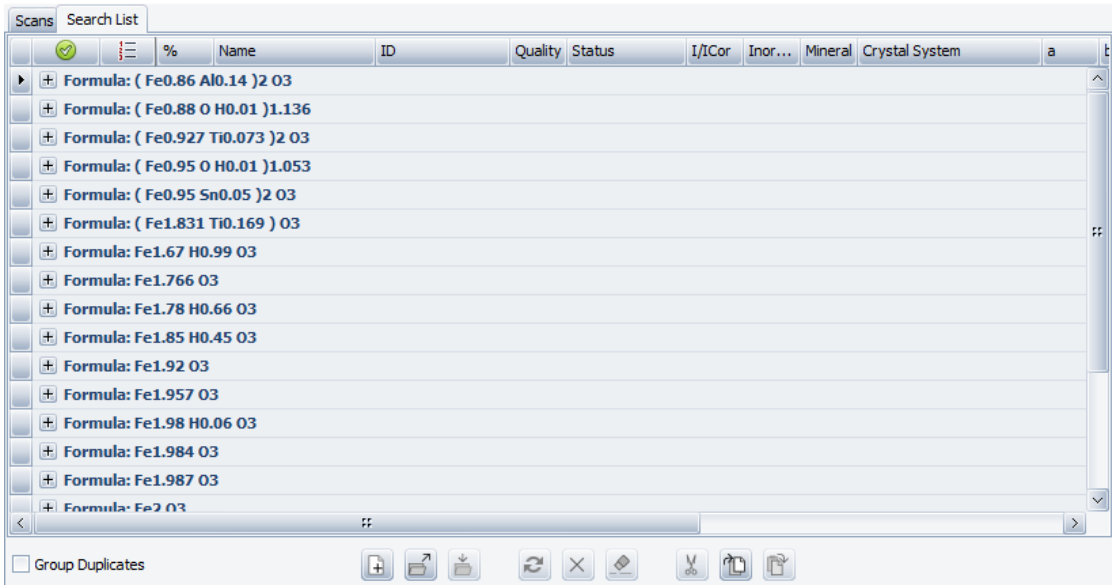 Scans Search List
% Name ID Quality Status I/ICor Inor... Mineral Crystal System a b
Formula: ( Fe0.86 Al0.14 )2 O3
Formula: ( Fe0.88 O H0.01 )1.136
Formula: ( Fe0.927 Ti0.073 )2 O3
Formula: ( Fe0.95 O H0.01 )1.053
Formula: ( Fe0.95 Sn0.05 )2 O3
Formula: ( Fe1.831 Ti0.169 ) O3
Formula: Fe1.67 H0.99 O3
Formula: Fe1.766 O3
Formula: Fe1.78 H0.66 O3
Formula: Fe1.85 H0.45 O3
Formula: Fe1.92 O3
Formula: Fe1.957 O3
Formula: Fe1.98 H0.06 O3
Formula: Fe1.984 O3
Formula: Fe1.987 O3
Formula: Fe2 O3
Group Duplicates